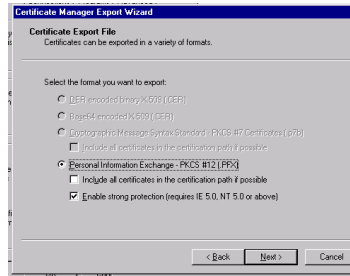 Certificate Manager Export Wizard
Certificate Export File
Certificates can be exported in a variety of formats.
Select the format you want to export:
DER encoded binary X.509 (.CER)
Base64 encoded X.509 (.CER)
Cryptographic Message Syntax Standard - PKCS #7 Certificates (.p7b)
Include all certificates in the certification path if possible
Personal Information Exchange - PKCS #12 (.PFX)
Include all certificates in the certification path if possible
Enable strong protection (requires IE 5.0, NT 5.0 or above)
< Back Next > Cancel